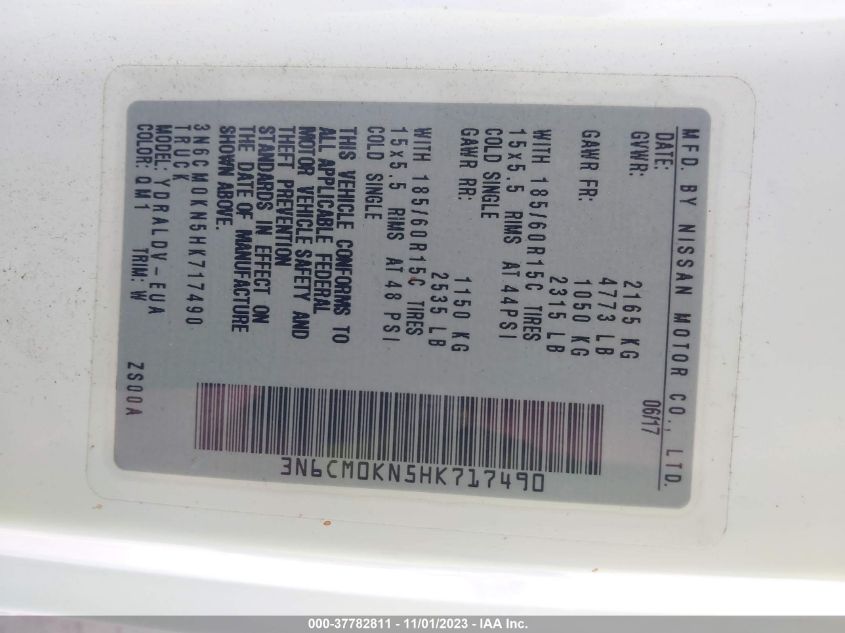 MFD. BY NISSAN MOTOR CO., LTD.
DATE: 06/17
GVWR: 2165 KG
4773 LB
GAWR FR: 1050 KG
2315 LB
WITH 185/60R15C TIRES
15x5.5 RIMS AT 44PSI
COLD SINGLE
GAWR RR: 1150 KG
2535 LB
WITH 185/60R15C TIRES
15x5.5 RIMS AT 48 PSI
COLD SINGLE
THIS VEHICLE CONFORMS TO
ALL APPLICABLE FEDERAL
MOTOR VEHICLE SAFETY AND
THEFT PREVENTION
STANDARDS IN EFFECT ON
THE DATE OF MANUFACTURE
SHOWN ABOVE.
3N6CM0KN5HK717490
TRUCK
MODEL: YDRALDV-EUA
COLOR: QM1 TRIM: W ZS00A
3N6CM0KN5HK717490
000-37782811 - 11/01/2023 - IAA Inc.